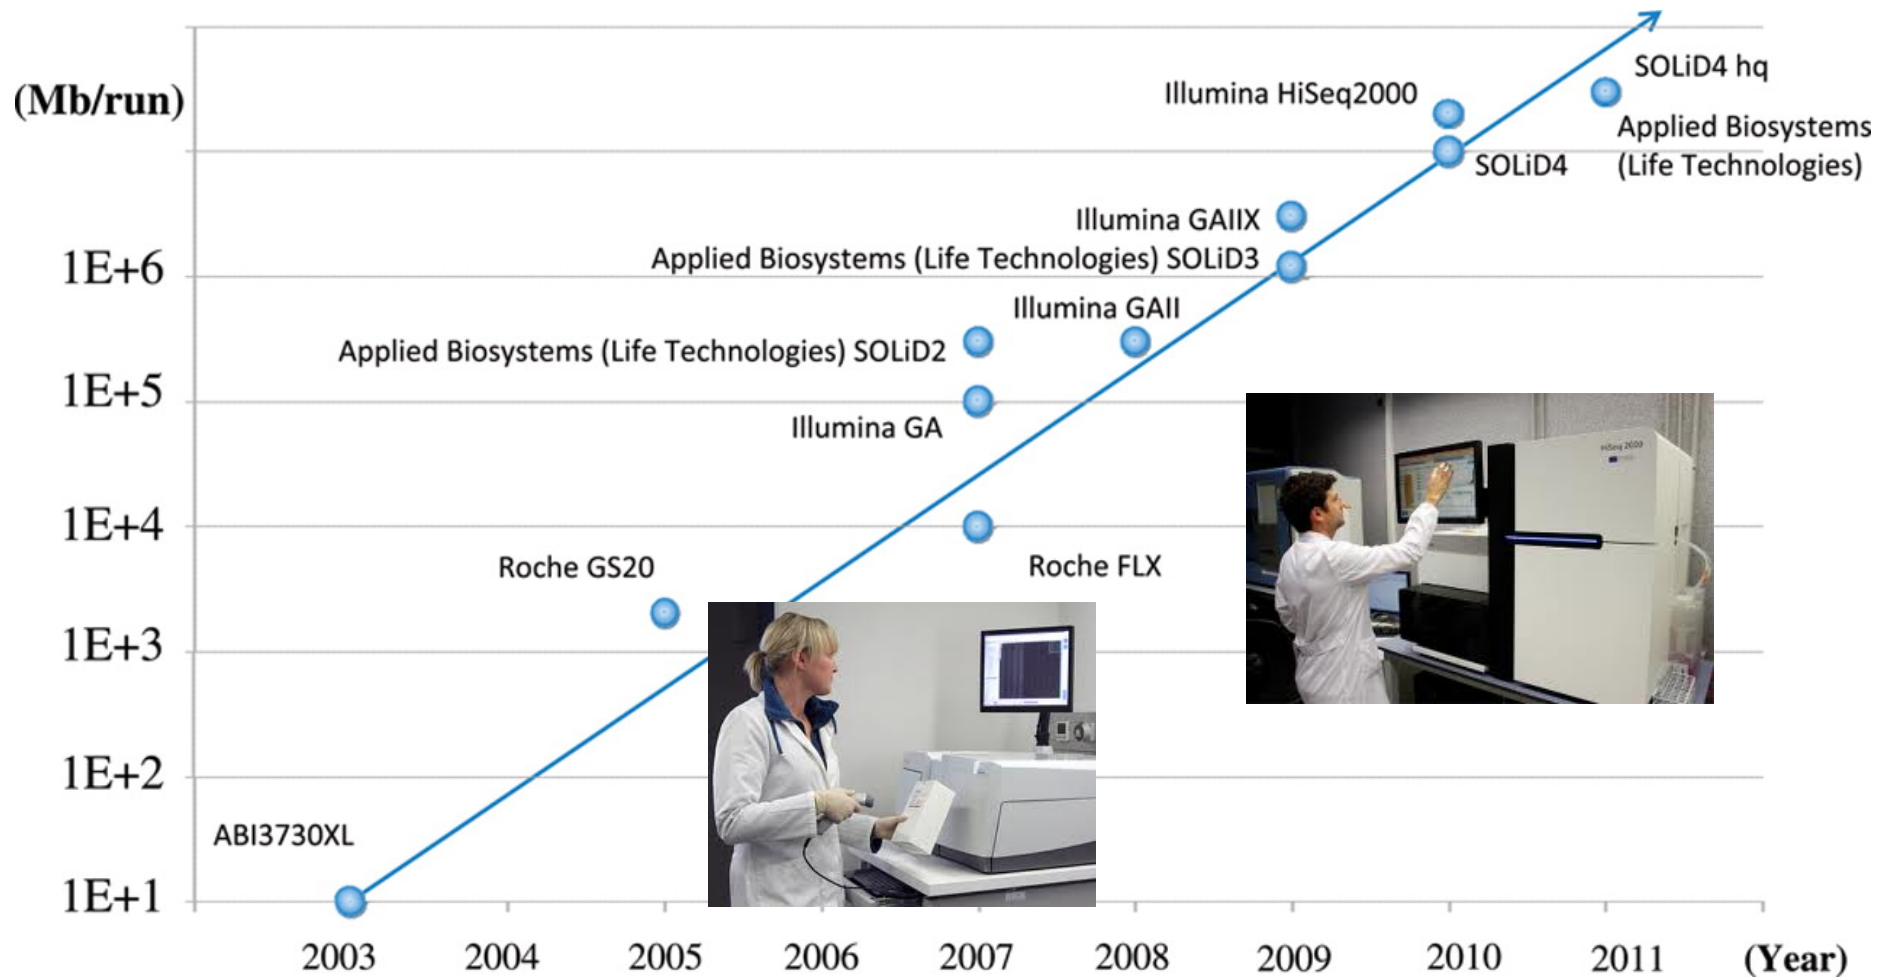 (Mb/run)
SOLiD4 hq
Illumina HiSeq2000
Applied Biosystems
(Life Technologies)
SOLiD4
Illumina GAIIX
Applied Biosystems (Life Technologies) SOLiD3
1E+6
Illumina GAII
Applied Biosystems (Life Technologies) SOLiD2
1E+5
Illumina GA
HiSeq 2000
1E+4
Roche GS20
Roche FLX
1E+3
1E+2
ABI3730XL
1E+1
2003 2004 2005 2006 2007 2008 2009 2010 2011 (Year)